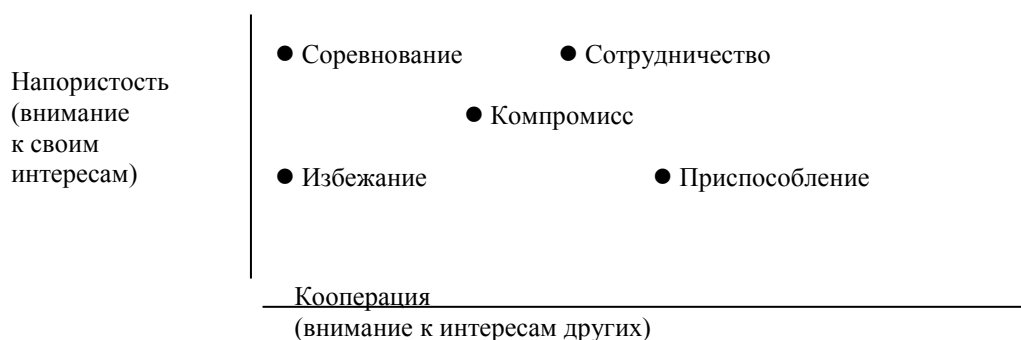 ● Соревнование ● Сотрудничество
Напористость
(внимание
к своим
интересам)
● Компромисс
● Избежание ● Приспособление
Кооперация
(внимание к интересам других)